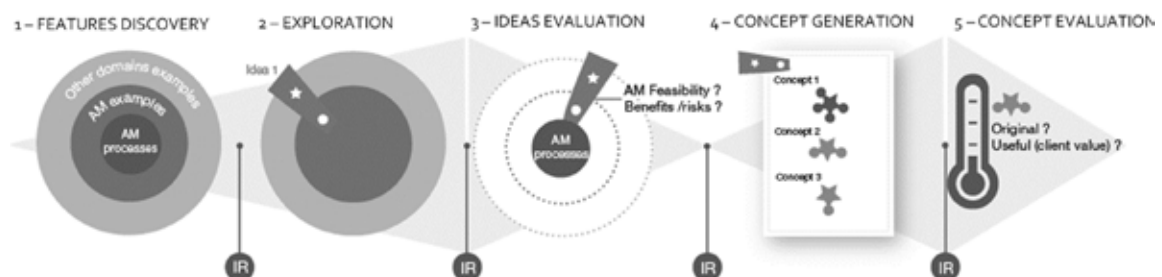 1 – FEATURES DISCOVERY
Other domains examples
AM examples
AM
processes
IR
2 – EXPLORATION
Idea 1
IR
3 – IDEAS EVALUATION
AM Feasibility ?
Benefits /risks ?
AM
processes
IR
4 – CONCEPT GENERATION
Concept 1
Concept 2
Concept 3
IR
5 – CONCEPT EVALUATION
Original ?
Useful (client value) ?